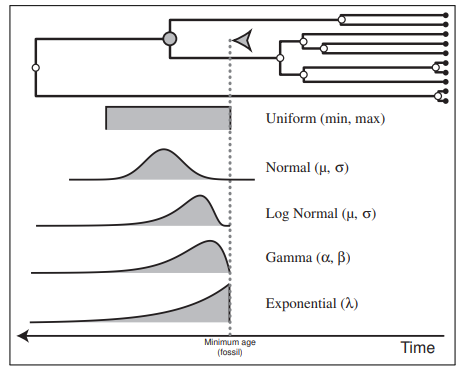 Uniform (min, max)
Normal (μ, σ)
Log Normal (μ, σ)
Gamma (α, β)
Exponential (λ)
Minimum age
(fossil)
Time